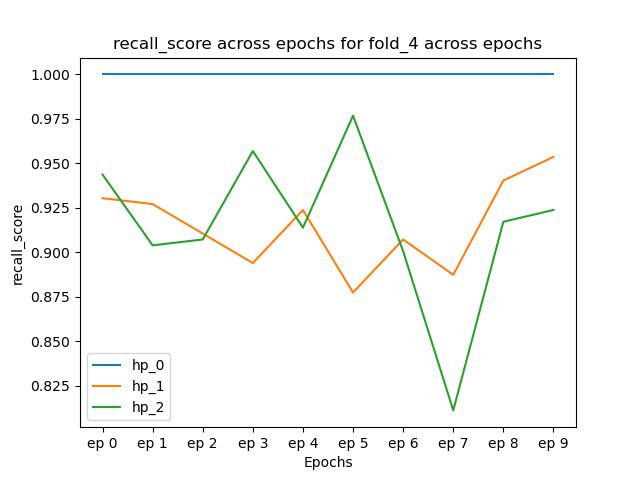 recall_score across epochs for fold_4 across epochs
1.000
0.975
0.950
0.925
0.900
0.875
0.850
0.825
recall_score
hp_0
hp_1
hp_2
ep 0 ep 1 ep 2 ep 3 ep 4 ep 5 ep 6 ep 7 ep 8 ep 9
Epochs